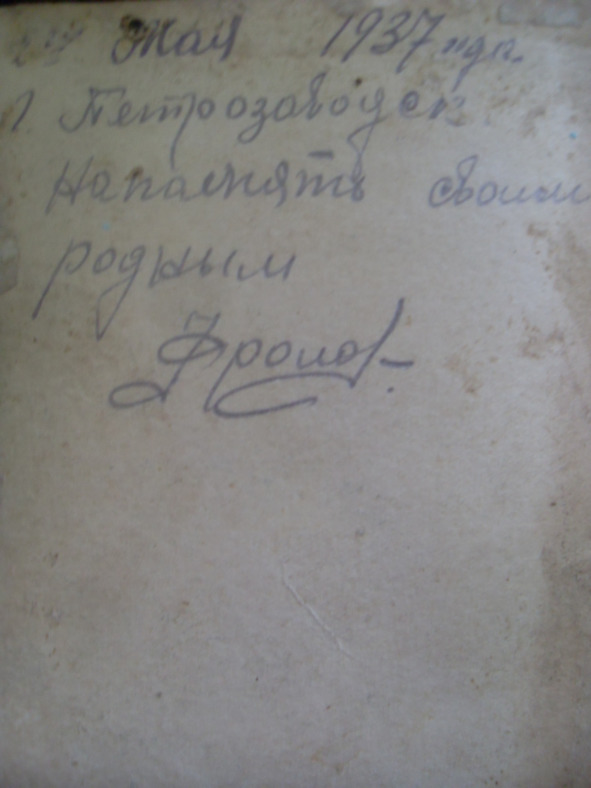 Мая 1937 года.
г Петрозаводск
На память своим
родным
Фролов.